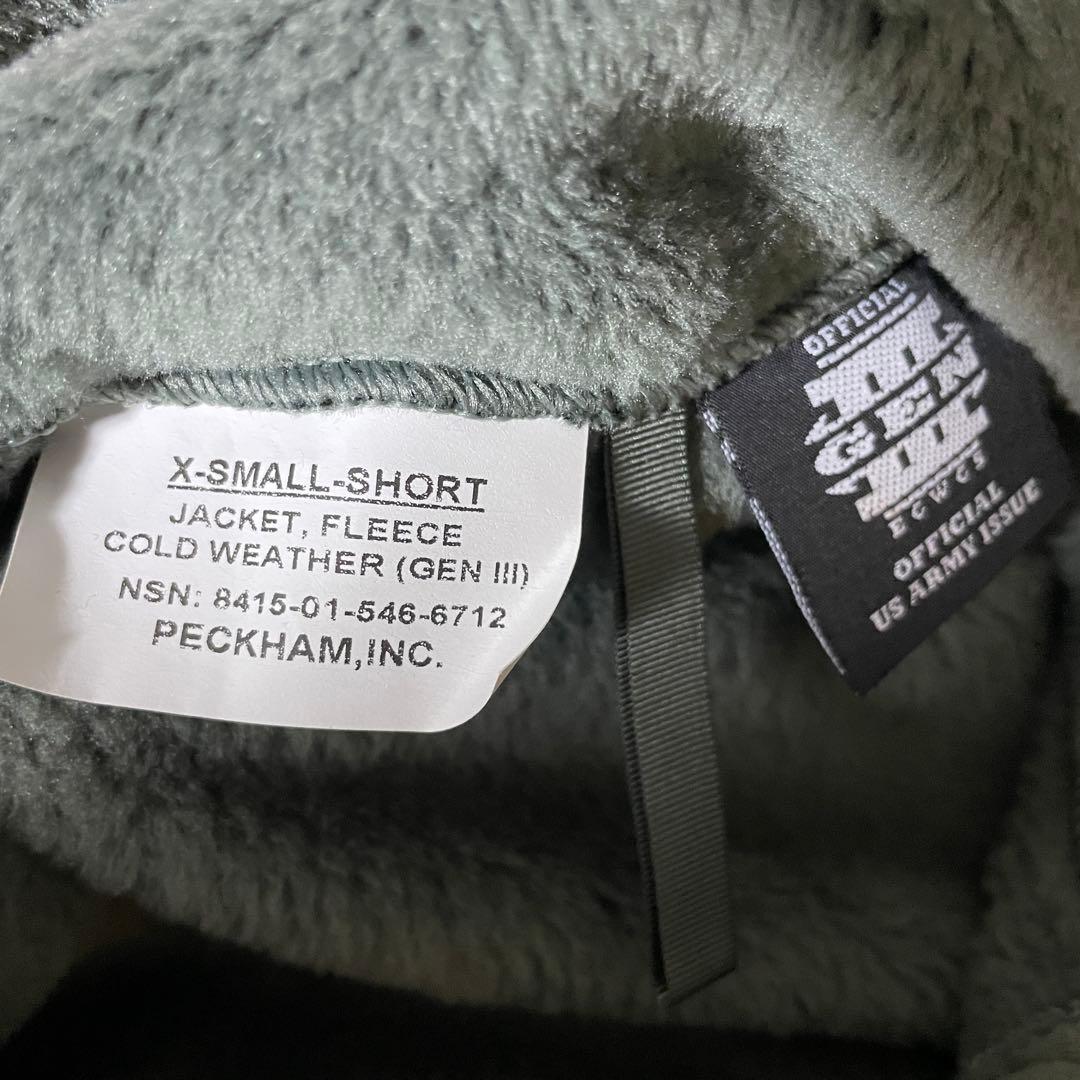 X-SMALL-SHORT
JACKET, FLEECE
COLD WEATHER (GEN III)
NSN: 8415-01-546-6712
PECKHAM,INC.
OFFICIAL
GEN
III
ECWCS
OFFICIAL
US ARMY ISSUE